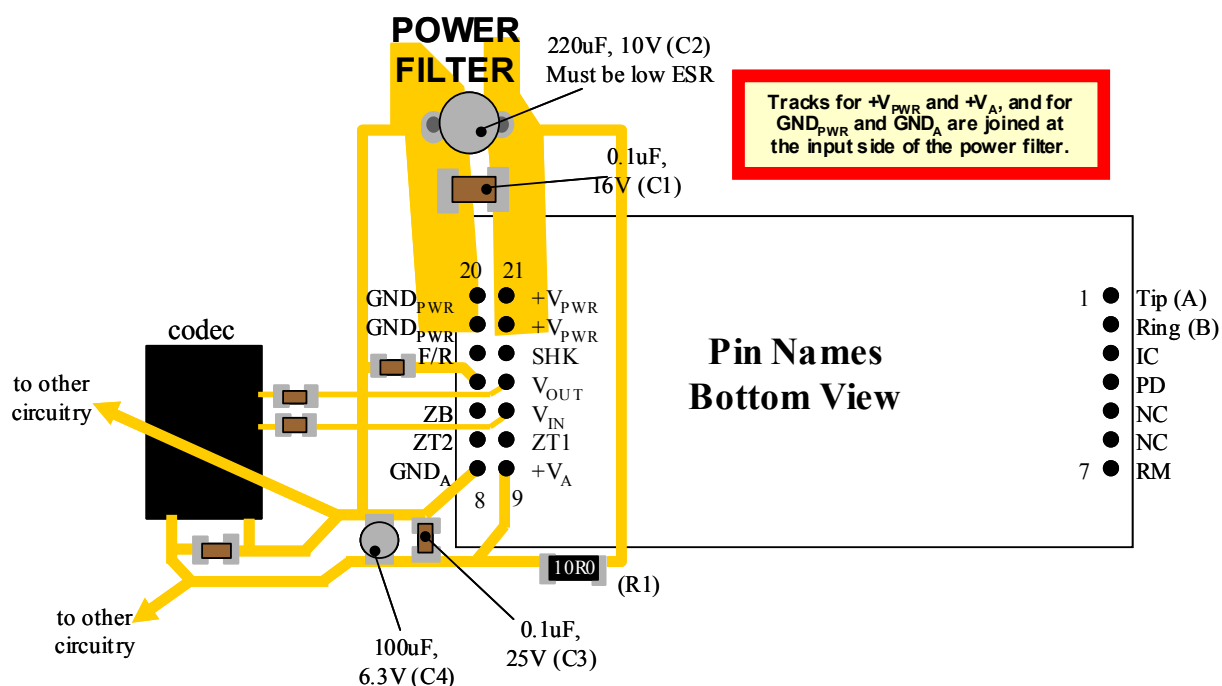 POWER
FILTER
220uF, 10V (C2)
Must be low ESR
Tracks for +VPWR and +VA, and for
GNDPWR and GNDA are joined at
the input side of the power filter.
0.1uF,
16V (C1)
20 21
GNDPWR +VPWR
GNDPWR +VPWR
F/R SHK
VOUT
ZB VIN
ZT2 ZT1
GNDA +VA
8 9
Pin Names
Bottom View
1 Tip (A)
Ring (B)
IC
PD
NC
NC
7 RM
codec
to other
circuitry
10R0
(R1)
to other
circuitry
100uF,
6.3V (C4)
0.1uF,
25V (C3)